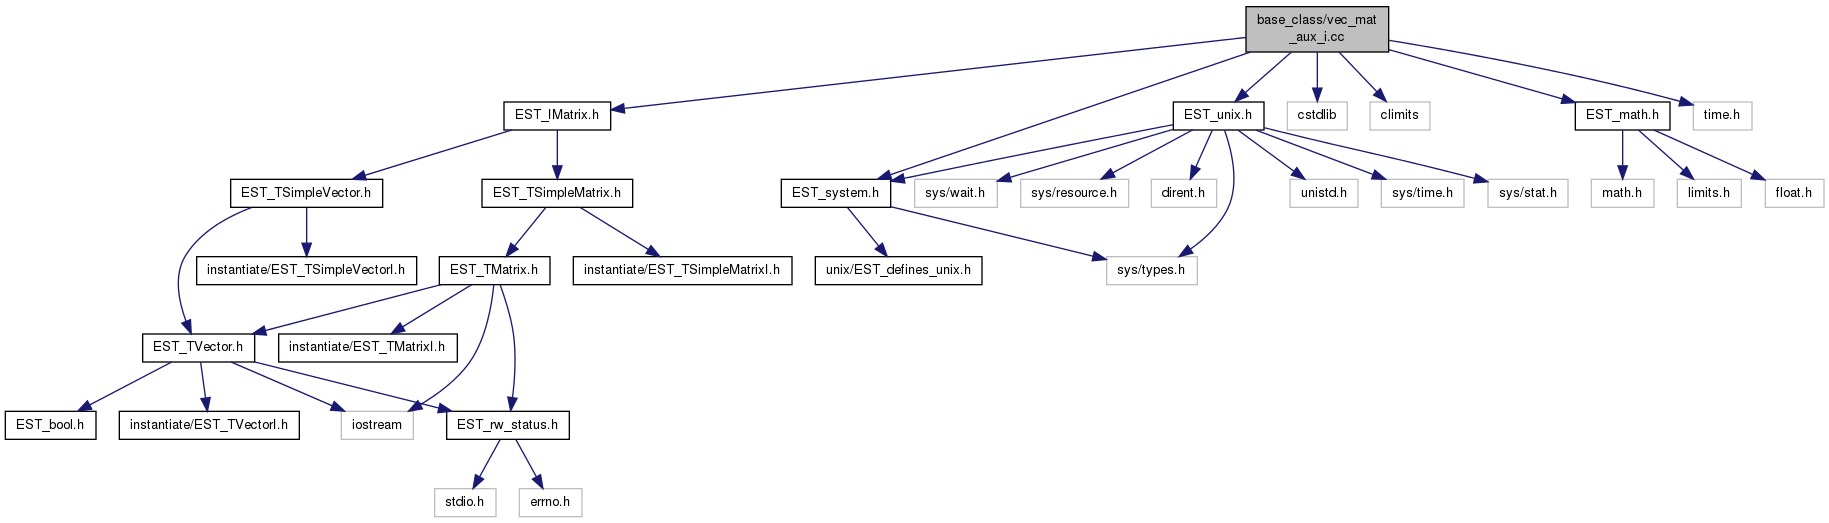 base_class/vec_mat
_aux_i.cc
EST_IMatrix.h
EST_unix.h
cstdlib
climits
EST_math.h
time.h
EST_TSimpleVector.h
EST_TSimpleMatrix.h
EST_system.h
sys/wait.h
sys/resource.h
dirent.h
unistd.h
sys/time.h
sys/stat.h
math.h
limits.h
float.h
instantiate/EST_TSimpleVectorI.h
EST_TMatrix.h
instantiate/EST_TSimpleMatrixI.h
unix/EST_defines_unix.h
sys/types.h
EST_TVector.h
instantiate/EST_TMatrixI.h
EST_bool.h
instantiate/EST_TVectorI.h
iostream
EST_rw_status.h
stdio.h
errno.h